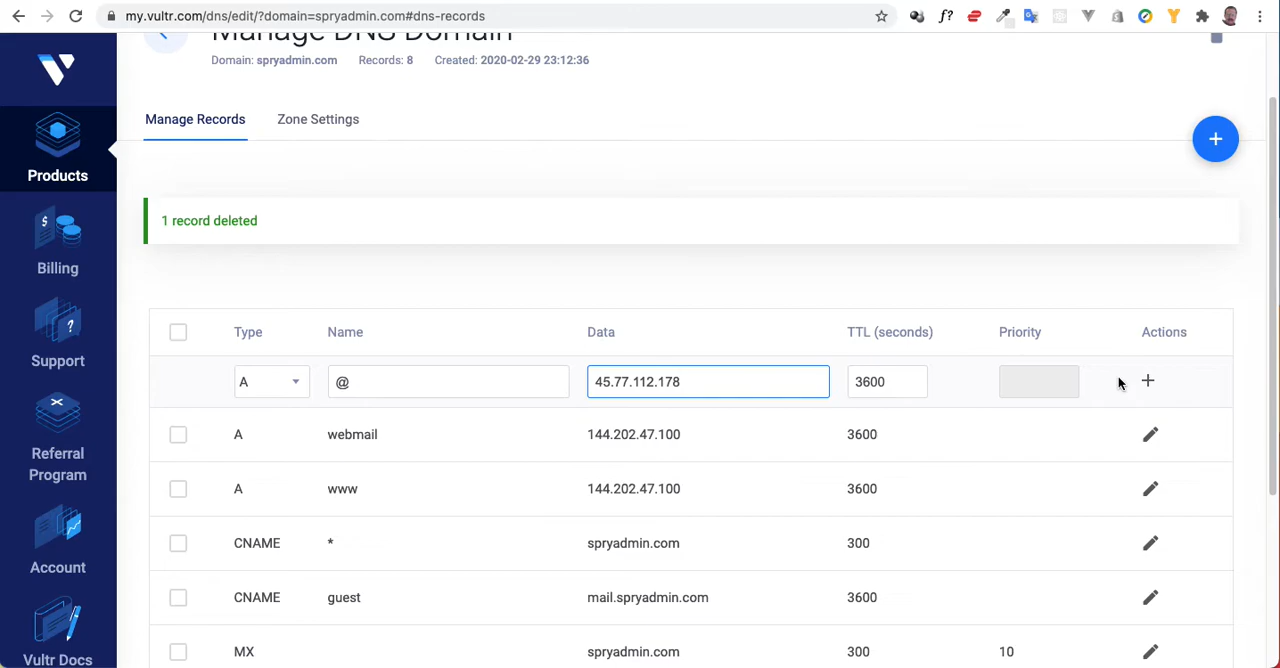 my.vultr.com/dns/edit/?domain=spryadmin.com#dns-records
Manage DNS Domain
Domain: spryadmin.com Records: 8 Created: 2020-02-29 23:12:36
Manage Records Zone Settings
+
Products
1 record deleted
Billing
Support
Referral
Program
Account
Vultr Docs
Type Name Data TTL (seconds) Priority Actions
A @ 45.77.112.178 3600 +
A webmail 144.202.47.100 3600
A www 144.202.47.100 3600
CNAME * spryadmin.com 300
CNAME guest mail.spryadmin.com 3600
MX spryadmin.com 300 10